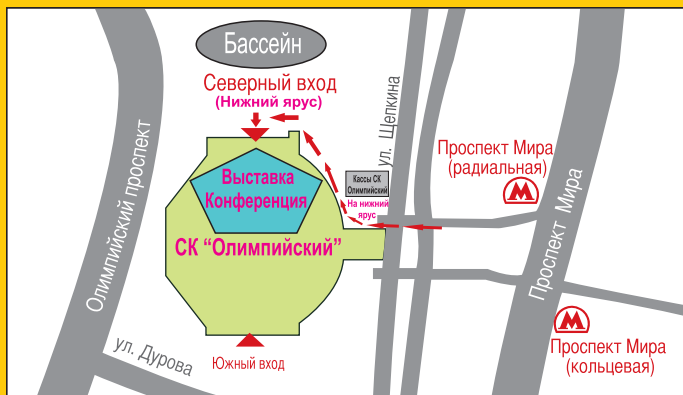 Бассейн
Северный вход
(Нижний ярус)
Олимпийский проспект
ул. Щепкина
Проспект Мира
(радиальная)
М
Кассы СК
Олимпийский
На нижний
ярус
Выставка
Конференция
СК “Олимпийский”
Проспект Мира
М
Проспект Мира
(кольцевая)
ул. Дурова
Южный вход